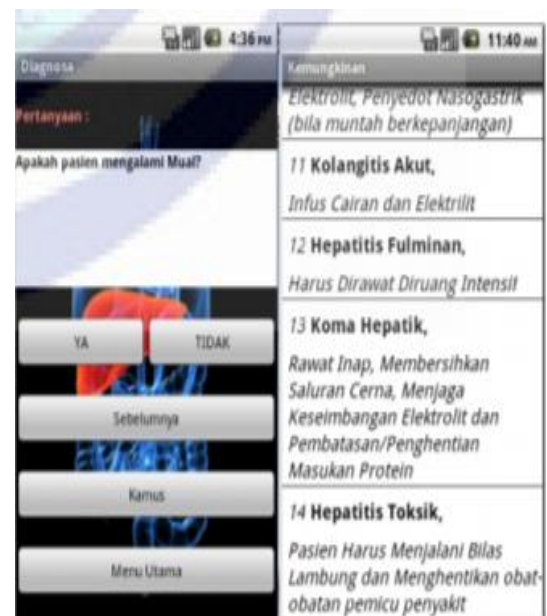 4:36 PM
Diagnosa
Pertanyaan :
Apakah pasien mengalami Mual?
YA
TIDAK
Sebelumnya
Kamus
Menu Utama
11:40 AM
Kemungkinan
Elektrolit, Penyedot Nasogastrik
(bila muntah berkepanjangan)
11 Kolangitis Akut,
Infus Cairan dan Elektrilit
12 Hepatitis Fulminan,
Harus Dirawat Diruang Intensif
13 Koma Hepatik,
Rawat Inap, Membersihkan
Saluran Cerna, Menjaga
Keseimbangan Elektrolit dan
Pembatasan/Penghentian
Masukan Protein
14 Hepatitis Toksik,
Pasien Harus Menjalani Bilas
Lambung dan Menghentikan obat-
obatan pemicu penyakit